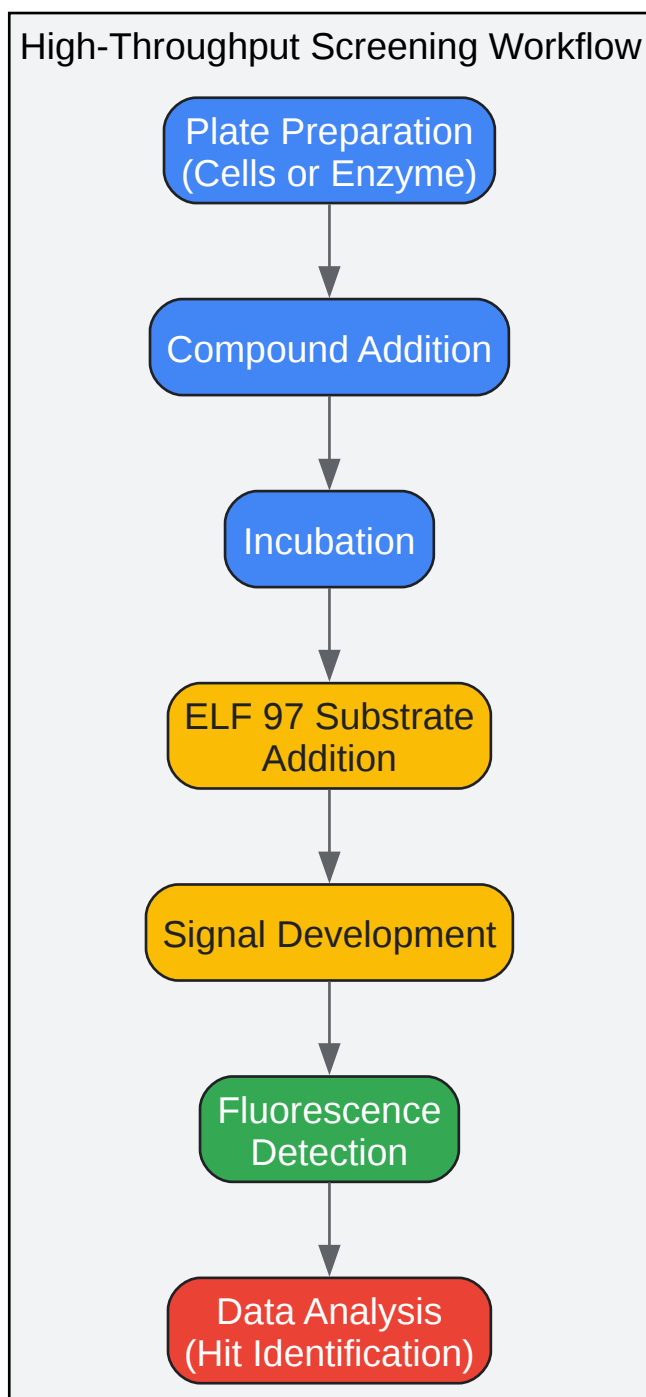 High-Throughput Screening Workflow
Plate Preparation
(Cells or Enzyme)
Compound Addition
Incubation
ELF 97 Substrate
Addition
Signal Development
Fluorescence
Detection
Data Analysis
(Hit Identification)